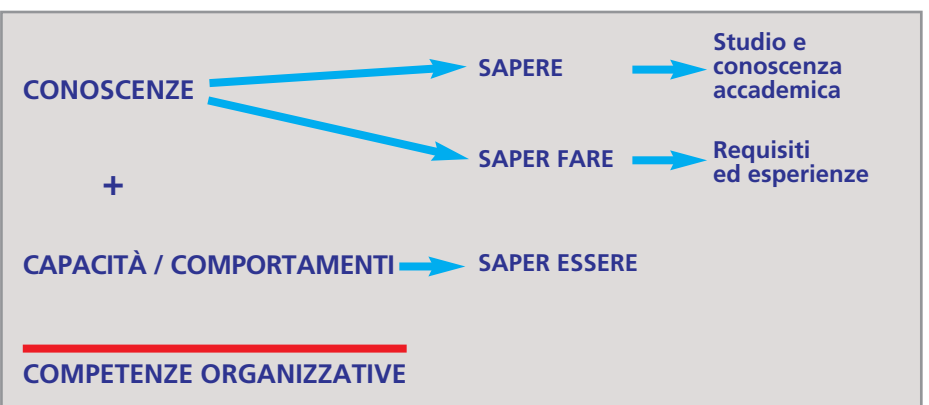 CONOSCENZE
SAPERE
Studio e
conoscenza
accademica
SAPER FARE
Requisiti
ed esperienze
+
CAPACITÀ / COMPORTAMENTI
SAPER ESSERE
COMPETENZE ORGANIZZATIVE